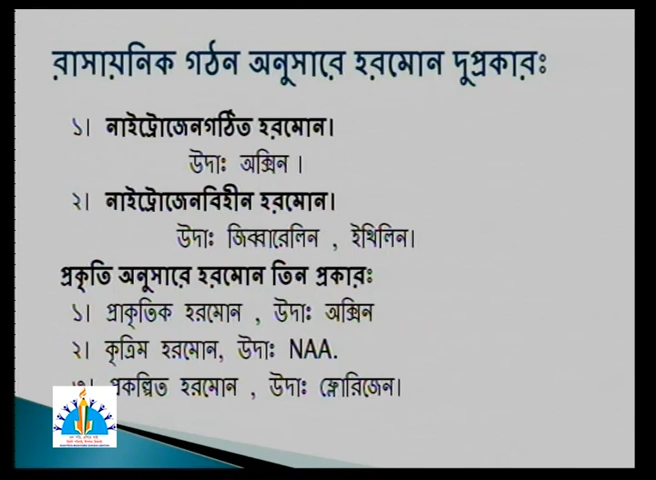 রাসায়নিক গঠন অনুসারে হরমোন দুপ্রকারঃ
১। নাইট্রোজেনগঠিত হরমোন।
উদাঃ অক্সিন ।
২। নাইট্রোজেনবিহীন হরমোন।
উদাঃ জিব্বারেলিন , ইথিলিন।
প্রকৃতি অনুসারে হরমোন তিন প্রকারঃ
১। প্রাকৃতিক হরমোন , উদাঃ অক্সিন
২। কৃত্রিম হরমোন, উদাঃ NAA.
৩। প্রকল্পিত হরমোন , উদাঃ ফ্লোরিজেন।